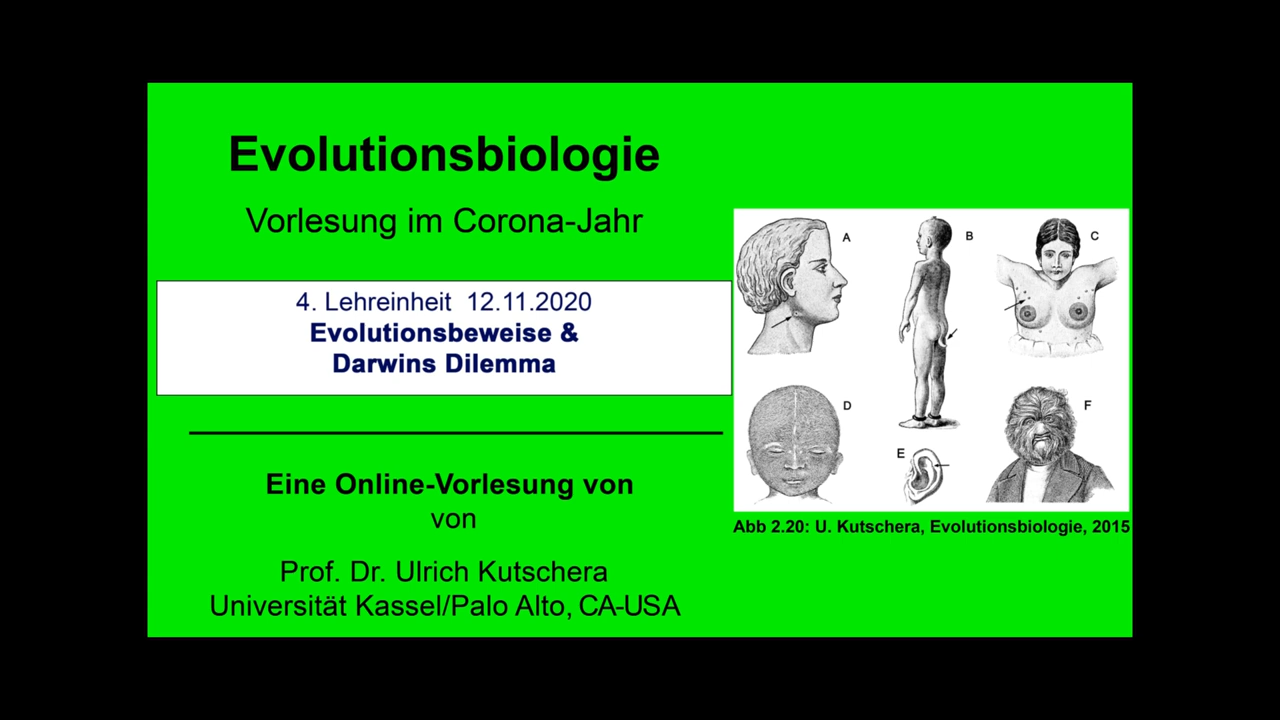 Evolutionsbiologie
Vorlesung im Corona-Jahr
4. Lehreinheit 12.11.2020
Evolutionsbeweise &
Darwins Dilemma
Eine Online-Vorlesung von
von
Prof. Dr. Ulrich Kutschera
Universität Kassel/Palo Alto, CA-USA
A
B
C
D
E
F
Abb 2.20: U. Kutschera, Evolutionsbiologie, 2015